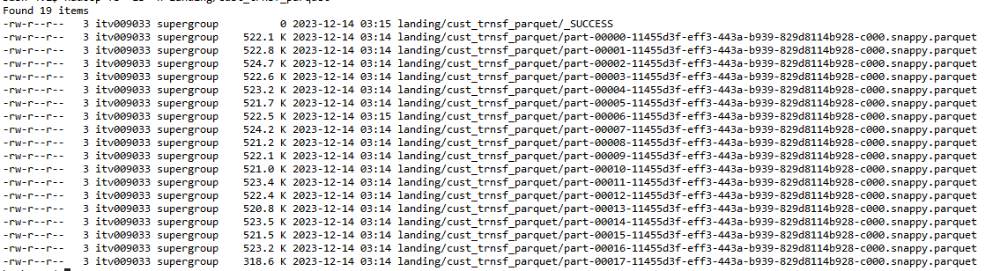 Found 19 items
-rw-r--r--   3 itv009033 supergroup          0 2023-12-14 03:15 landing/cust_trnsf_parquet/_SUCCESS
-rw-r--r--   3 itv009033 supergroup    522.1 K 2023-12-14 03:14 landing/cust_trnsf_parquet/part-00000-11455d3f-eff3-443a-b939-829d8114b928-c000.snappy.parquet
-rw-r--r--   3 itv009033 supergroup    522.8 K 2023-12-14 03:14 landing/cust_trnsf_parquet/part-00001-11455d3f-eff3-443a-b939-829d8114b928-c000.snappy.parquet
-rw-r--r--   3 itv009033 supergroup    524.7 K 2023-12-14 03:14 landing/cust_trnsf_parquet/part-00002-11455d3f-eff3-443a-b939-829d8114b928-c000.snappy.parquet
-rw-r--r--   3 itv009033 supergroup    522.6 K 2023-12-14 03:14 landing/cust_trnsf_parquet/part-00003-11455d3f-eff3-443a-b939-829d8114b928-c000.snappy.parquet
-rw-r--r--   3 itv009033 supergroup    523.2 K 2023-12-14 03:14 landing/cust_trnsf_parquet/part-00004-11455d3f-eff3-443a-b939-829d8114b928-c000.snappy.parquet
-rw-r--r--   3 itv009033 supergroup    521.7 K 2023-12-14 03:14 landing/cust_trnsf_parquet/part-00005-11455d3f-eff3-443a-b939-829d8114b928-c000.snappy.parquet
-rw-r--r--   3 itv009033 supergroup    522.5 K 2023-12-14 03:15 landing/cust_trnsf_parquet/part-00006-11455d3f-eff3-443a-b939-829d8114b928-c000.snappy.parquet
-rw-r--r--   3 itv009033 supergroup    524.2 K 2023-12-14 03:14 landing/cust_trnsf_parquet/part-00007-11455d3f-eff3-443a-b939-829d8114b928-c000.snappy.parquet
-rw-r--r--   3 itv009033 supergroup    521.2 K 2023-12-14 03:14 landing/cust_trnsf_parquet/part-00008-11455d3f-eff3-443a-b939-829d8114b928-c000.snappy.parquet
-rw-r--r--   3 itv009033 supergroup    522.1 K 2023-12-14 03:14 landing/cust_trnsf_parquet/part-00009-11455d3f-eff3-443a-b939-829d8114b928-c000.snappy.parquet
-rw-r--r--   3 itv009033 supergroup    521.0 K 2023-12-14 03:14 landing/cust_trnsf_parquet/part-00010-11455d3f-eff3-443a-b939-829d8114b928-c000.snappy.parquet
-rw-r--r--   3 itv009033 supergroup    523.4 K 2023-12-14 03:14 landing/cust_trnsf_parquet/part-00011-11455d3f-eff3-443a-b939-829d8114b928-c000.snappy.parquet
-rw-r--r--   3 itv009033 supergroup    522.4 K 2023-12-14 03:14 landing/cust_trnsf_parquet/part-00012-11455d3f-eff3-443a-b939-829d8114b928-c000.snappy.parquet
-rw-r--r--   3 itv009033 supergroup    520.8 K 2023-12-14 03:14 landing/cust_trnsf_parquet/part-00013-11455d3f-eff3-443a-b939-829d8114b928-c000.snappy.parquet
-rw-r--r--   3 itv009033 supergroup    523.5 K 2023-12-14 03:14 landing/cust_trnsf_parquet/part-00014-11455d3f-eff3-443a-b939-829d8114b928-c000.snappy.parquet
-rw-r--r--   3 itv009033 supergroup    521.5 K 2023-12-14 03:14 landing/cust_trnsf_parquet/part-00015-11455d3f-eff3-443a-b939-829d8114b928-c000.snappy.parquet
-rw-r--r--   3 itv009033 supergroup    523.2 K 2023-12-14 03:14 landing/cust_trnsf_parquet/part-00016-11455d3f-eff3-443a-b939-829d8114b928-c000.snappy.parquet
-rw-r--r--   3 itv009033 supergroup    318.6 K 2023-12-14 03:14 landing/cust_trnsf_parquet/part-00017-11455d3f-eff3-443a-b939-829d8114b928-c000.snappy.parquet